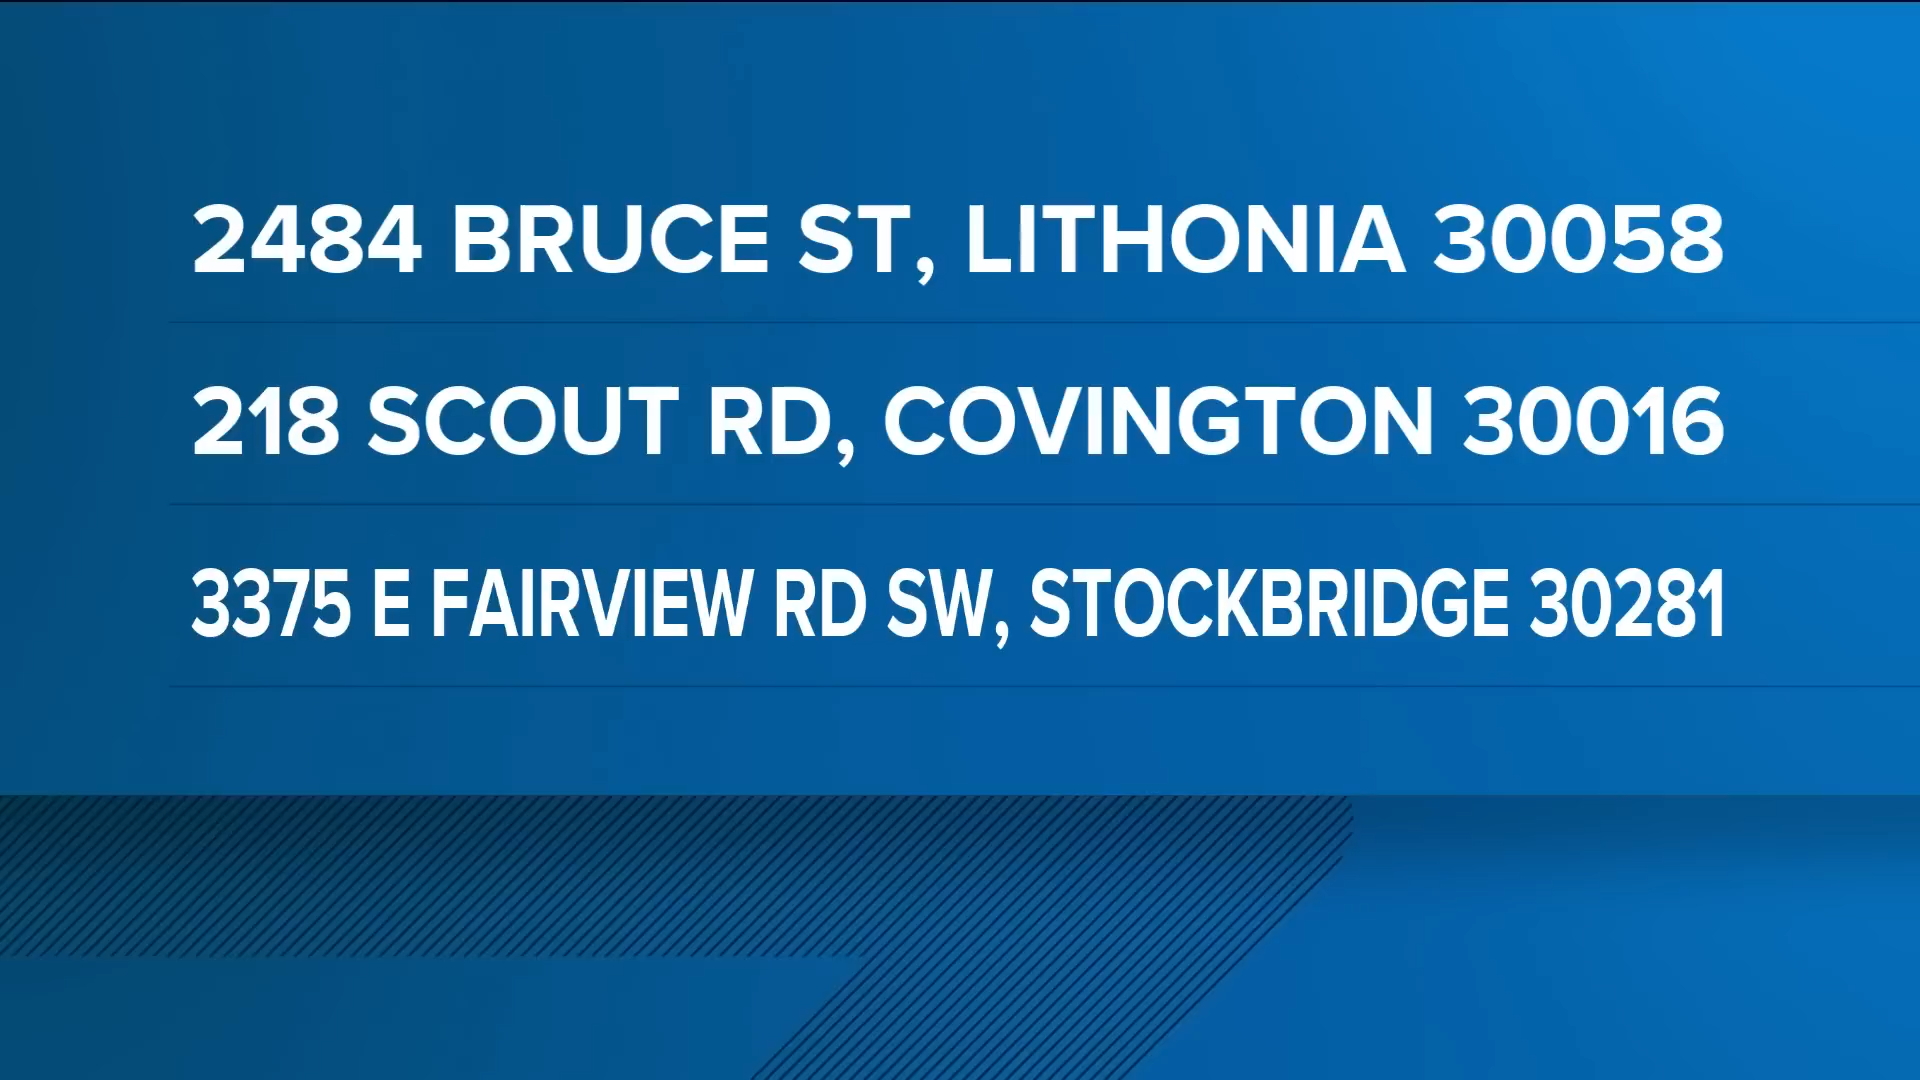 2484 BRUCE ST, LITHONIA 30058
218 SCOUT RD, COVINGTON 30016
3375 E FAIRVIEW RD SW, STOCKBRIDGE 30281